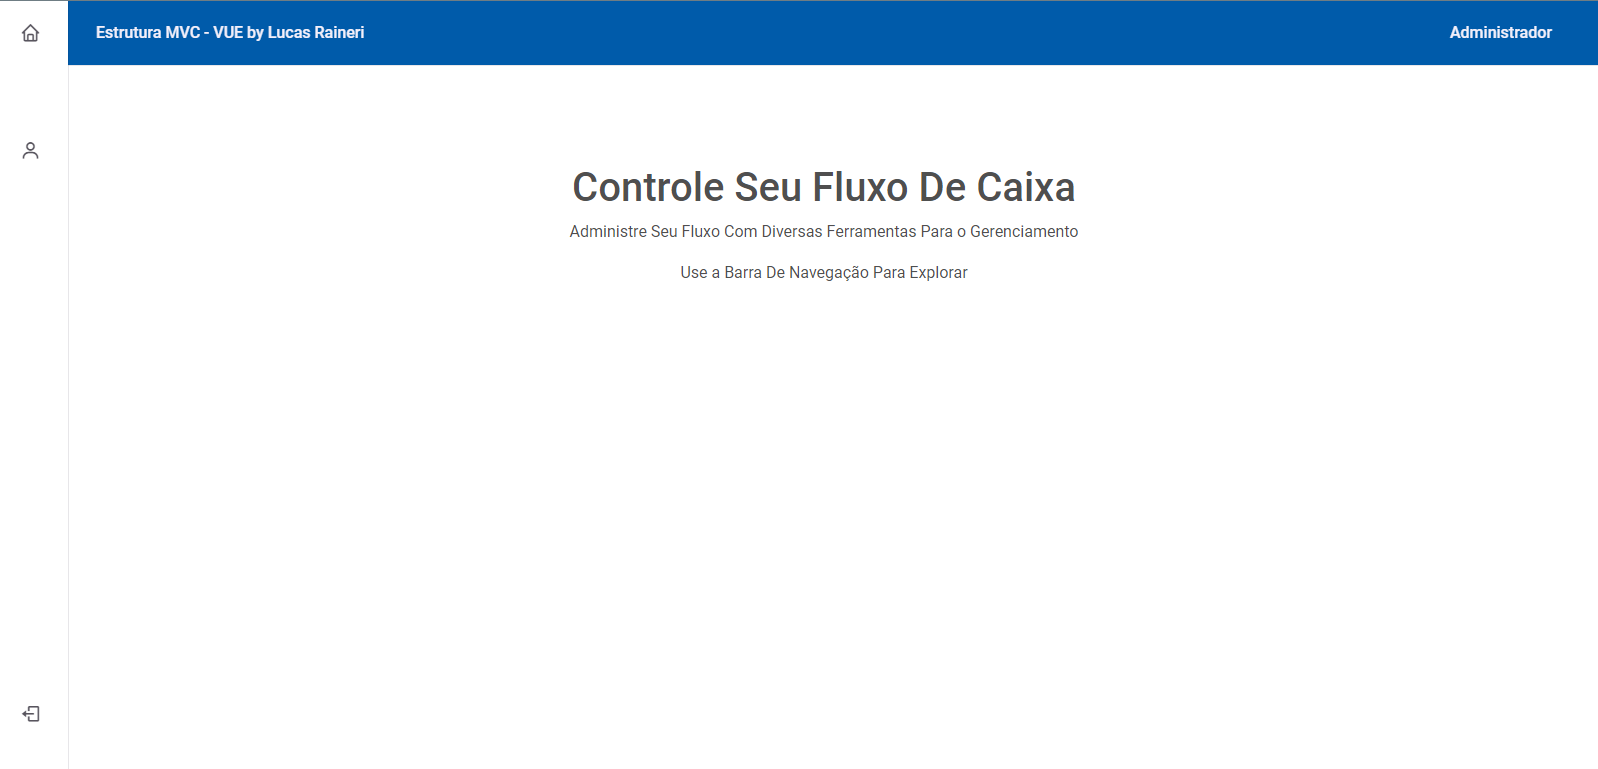 Estrutura MVC - VUE by Lucas Raineri
Administrador
Controle Seu Fluxo De Caixa
Administre Seu Fluxo Com Diversas Ferramentas Para o Gerenciamento
Use a Barra De Navegação Para Explorar